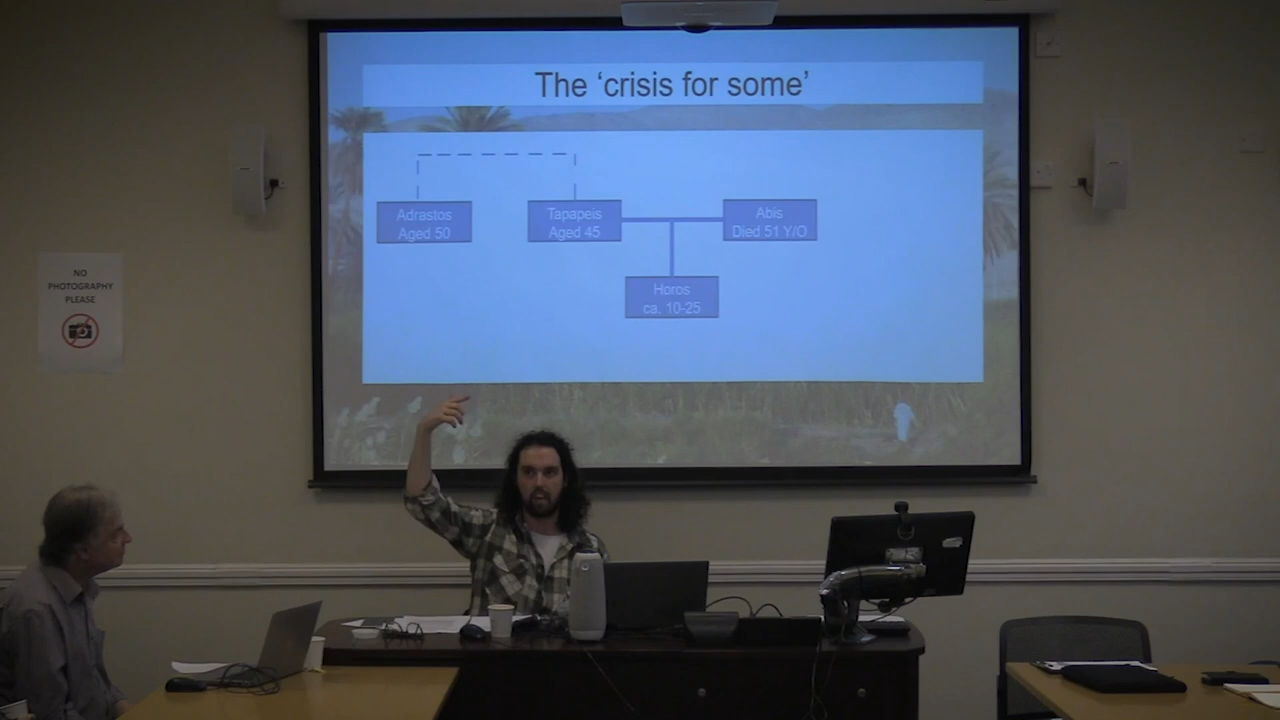 The ‘crisis for some’
Adrastos
Aged 50
Tapapeis
Aged 45
Abis
Died 51 Y/O
Horos
ca. 10-25
NO
PHOTOGRAPHY
PLEASE